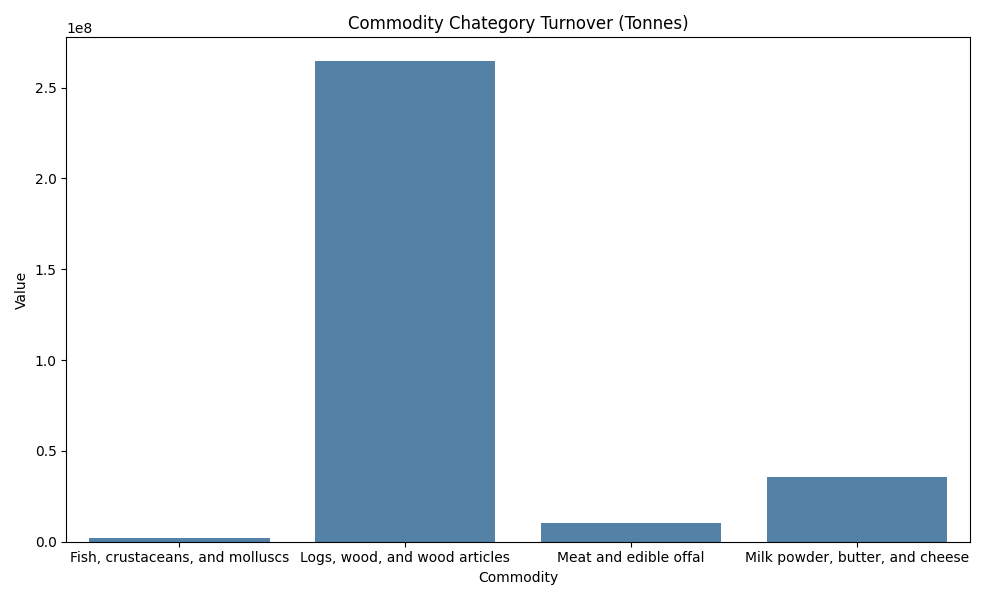 Commodity Chategory Turnover (Tonnes)
1e8
2.5
2.0
1.5
1.0
0.5
0.0
Value
Fish, crustaceans, and molluscs
Logs, wood, and wood articles
Meat and edible offal
Milk powder, butter, and cheese
Commodity